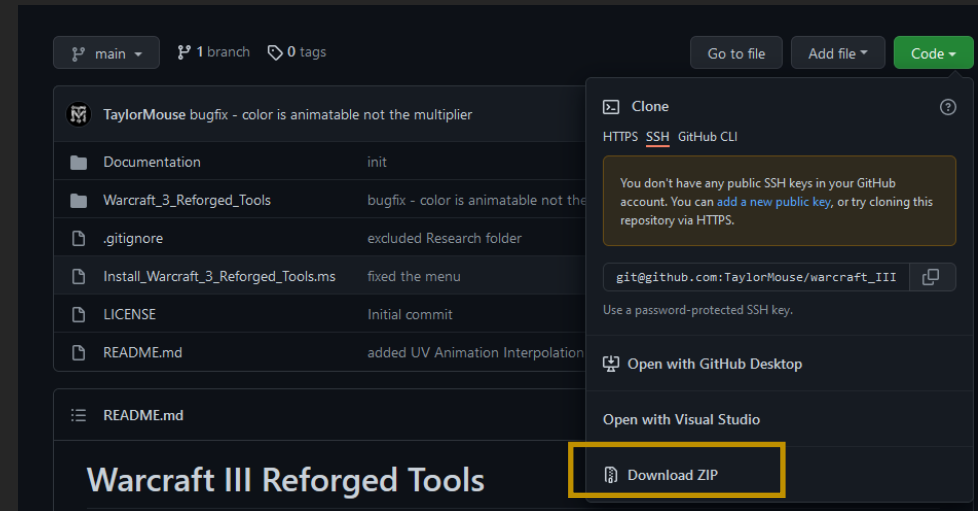 main 1 branch 0 tags Go to file Add file Code
TaylorMouse bugfix - color is animatable not the multiplier
Documentation init
Warcraft_3_Reforged_Tools bugfix - color is animatable not the
.gitignore excluded Research folder
Install_Warcraft_3_Reforged_Tools.ms fixed the menu
LICENSE Initial commit
README.md added UV Animation Interpolation
README.md
Warcraft III Reforged Tools
Clone
HTTPS SSH GitHub CLI
You don't have any public SSH keys in your GitHub
account. You can add a new public key, or try cloning this
repository via HTTPS.
git@github.com:TaylorMouse/warcraft_III
Use a password-protected SSH key.
Open with GitHub Desktop
Open with Visual Studio
Download ZIP